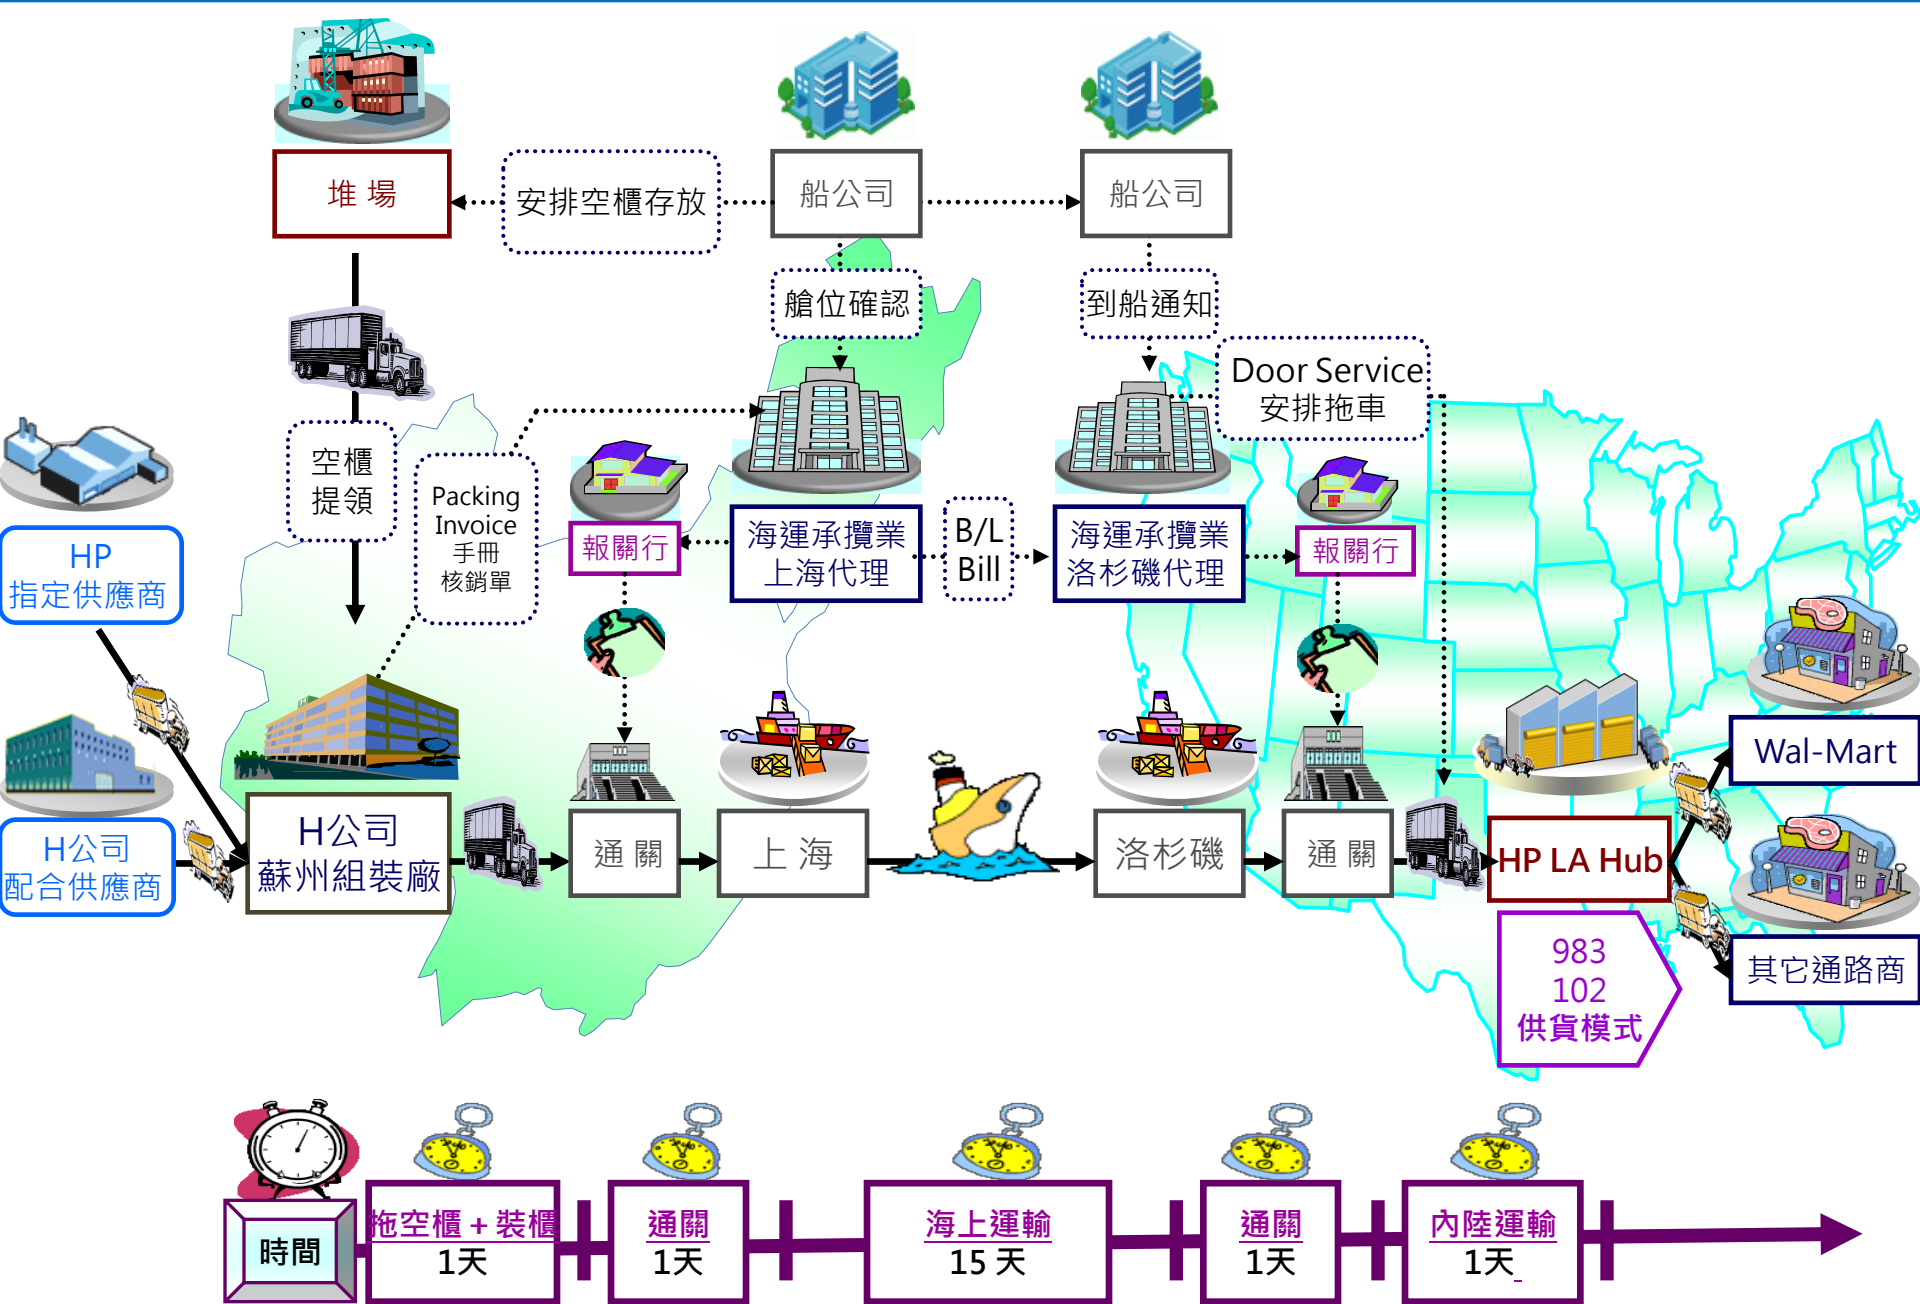 堆 場
安排空櫃存放
船公司
船公司
艙位確認
到船通知
Door Service
安排拖車
空櫃
提領
Packing
Invoice
手冊
核銷單
HP
指定供應商
報關行
海運承攬業
上海代理
B/L
Bill
海運承攬業
洛杉磯代理
報關行
H公司
配合供應商
H公司
蘇州組裝廠
通 關
上 海
洛杉磯
通 關
HP LA Hub
Wal-Mart
其它通路商
983
102
供貨模式
時間
拖空櫃+裝櫃
1天
通關
1天
海上運輸
15 天
通關
1天
內陸運輸
1天